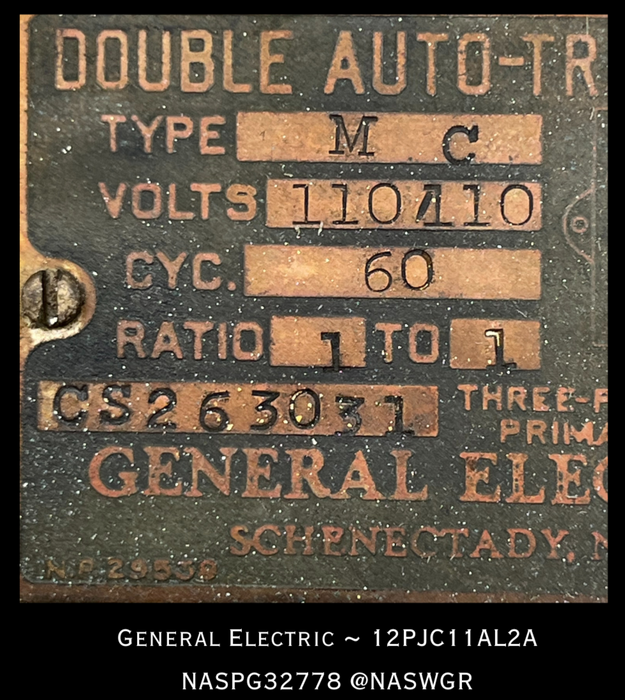 DOUBLE AUTO-TR
TYPE M C
VOLTS 110/110
CYC. 60
RATIO 1 TO 1
CS263031 THREE-P
PRIMA
GENERAL ELEC
SCHENECTADY, N
N.P. 29538
GENERAL ELECTRIC ~ 12PJC11AL2A
NASPG32778 @NASWGR